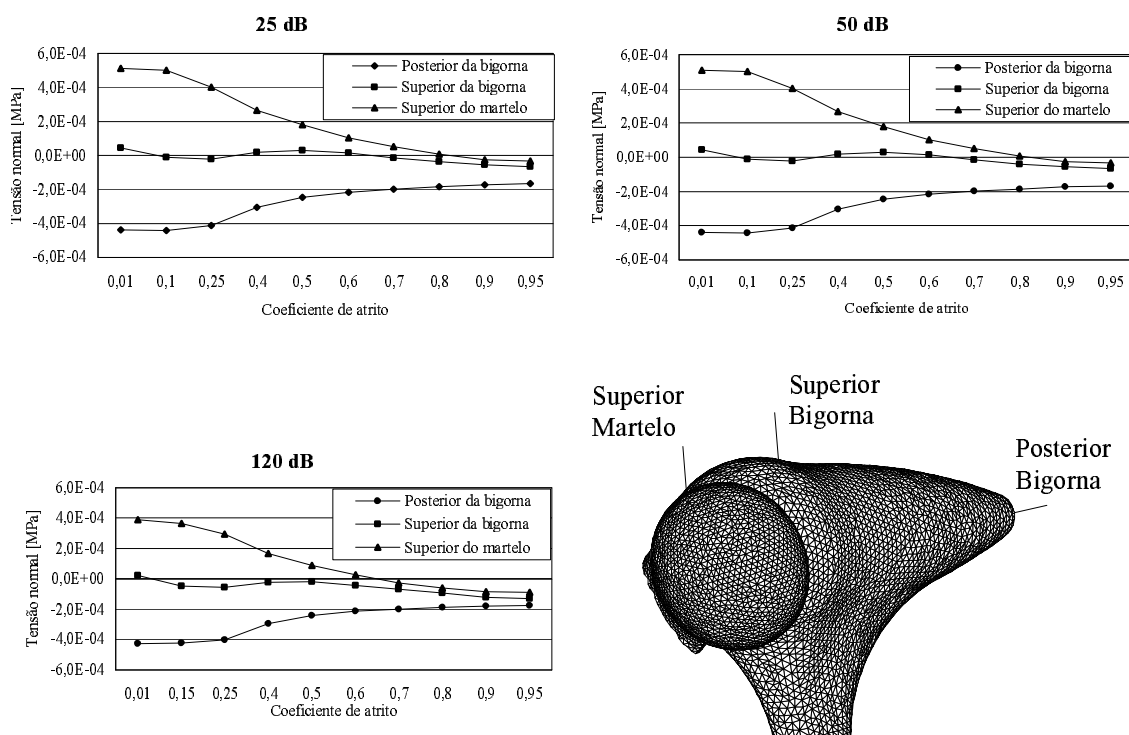 25 dB
6,0E-04
4,0E-04
2,0E-04
0,0E+00
-2,0E-04
-4,0E-04
-6,0E-04
Tensão normal [MPa]
Posterior da bigorna
Superior da bigorna
Superior do martelo
0,01 0,1 0,25 0,4 0,5 0,6 0,7 0,8 0,9 0,95
Coeficiente de atrito
50 dB
6,0E-04
4,0E-04
2,0E-04
0,0E+00
-2,0E-04
-4,0E-04
-6,0E-04
Tensão normal [MPa]
Posterior da bigorna
Superior da bigorna
Superior do martelo
0,01 0,1 0,25 0,4 0,5 0,6 0,7 0,8 0,9 0,95
Coeficiente de atrito
120 dB
6,0E-04
4,0E-04
2,0E-04
0,0E+00
-2,0E-04
-4,0E-04
-6,0E-04
Tensão normal [MPa]
Posterior da bigorna
Superior da bigorna
Superior do martelo
0,01 0,15 0,25 0,4 0,5 0,6 0,7 0,8 0,9 0,95
Coeficiente de atrito
Superior
Martelo
Superior
Bigorna
Posterior
Bigorna